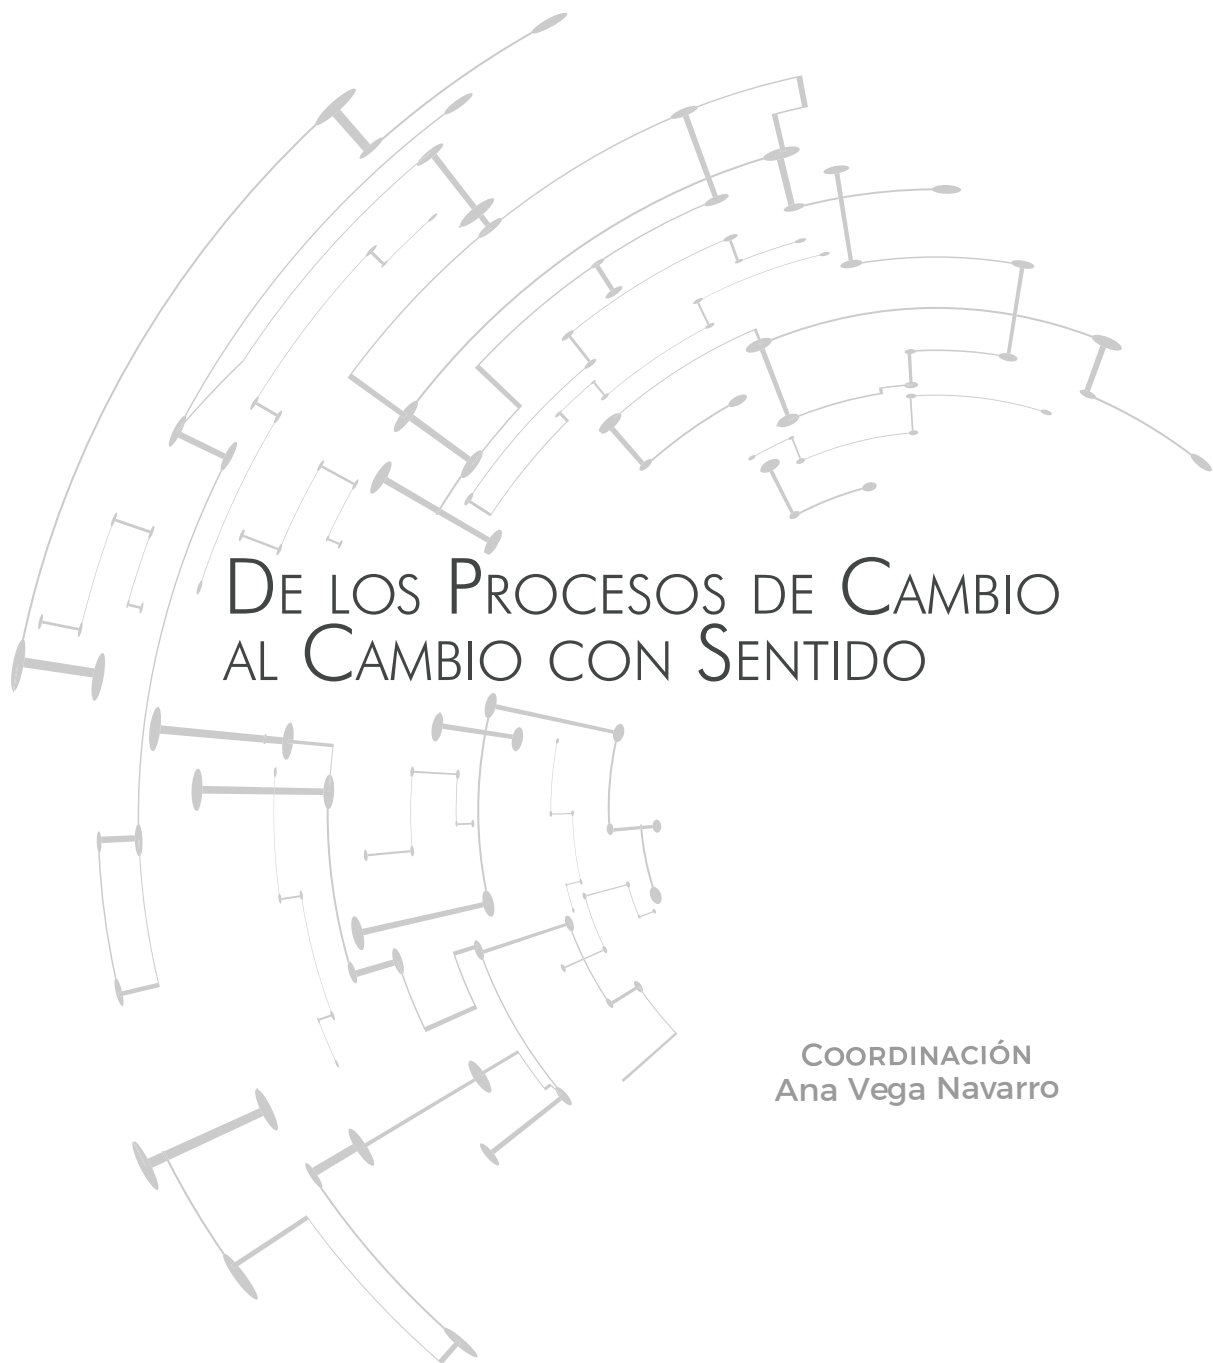 De los Procesos de Cambio
al Cambio con Sentido
Coordinación
Ana Vega Navarro